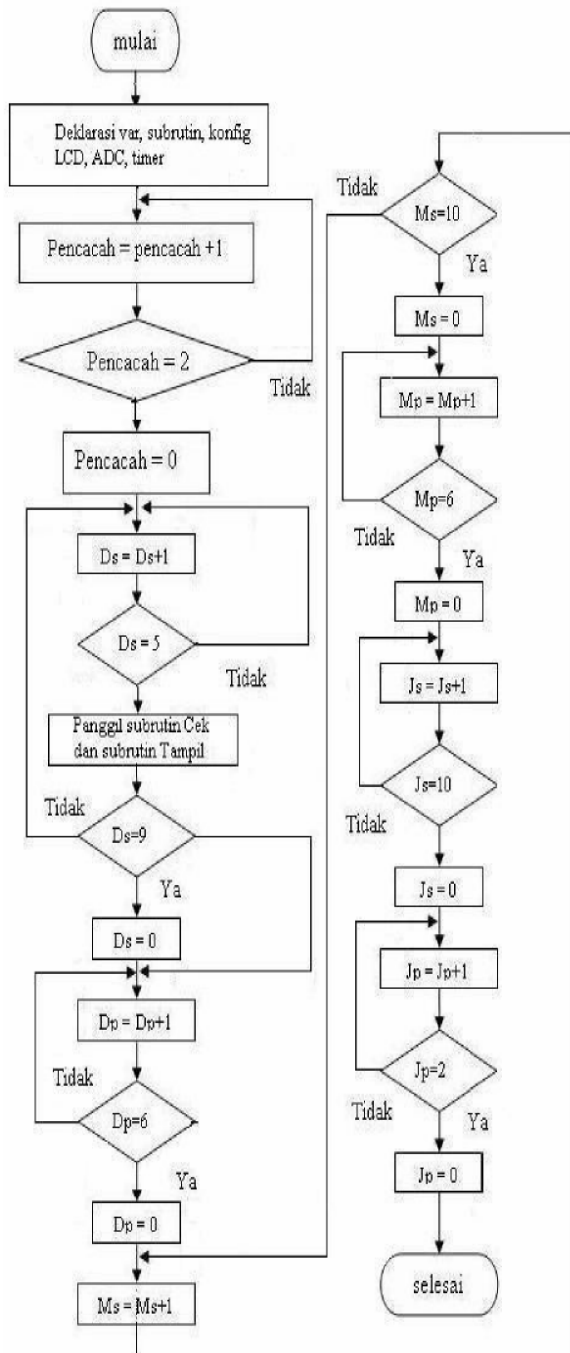 mulai
Deklarasi var, subrutin, konfig
LCD, ADC, timer
Pencacah = pencacah +1
Pencacah = 2
Tidak
Pencacah = 0
Ds = Ds+1
Ds = 5
Tidak
Panggil subrutin Cek
dan subrutin Tampil
Tidak
Ds=9
Ya
Ds = 0
Dp = Dp+1
Tidak
Dp=6
Ya
Dp = 0
Ms = Ms+1
Tidak
Ms=10
Ya
Ms = 0
Mp = Mp+1
Mp=6
Tidak
Ya
Mp = 0
Js = Js+1
Js=10
Tidak
Js = 0
Jp = Jp+1
Jp=2
Tidak
Ya
Jp = 0
selesai